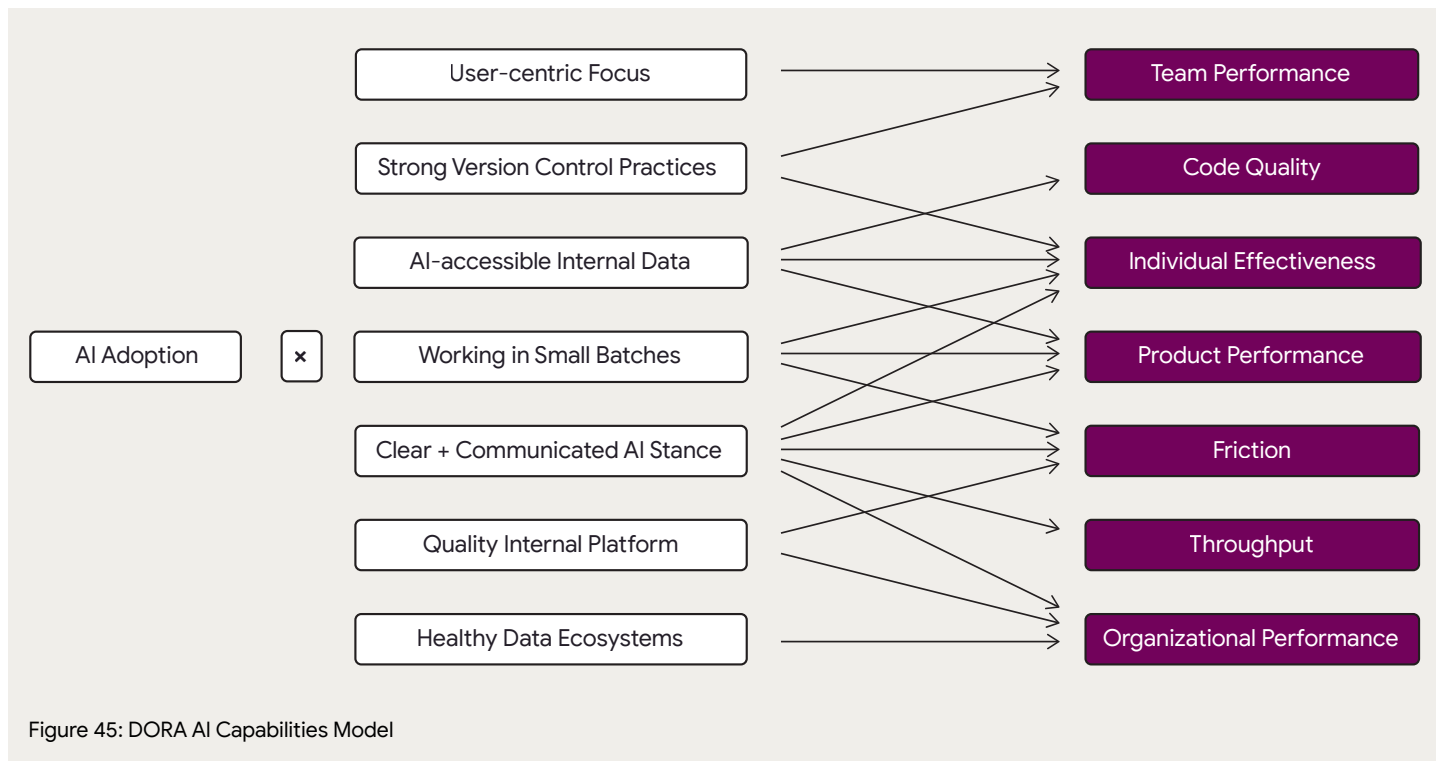 User-centric Focus
Team Performance
Strong Version Control Practices
Code Quality
AI-accessible Internal Data
Individual Effectiveness
AI Adoption
×
Working in Small Batches
Product Performance
Clear + Communicated AI Stance
Friction
Quality Internal Platform
Throughput
Healthy Data Ecosystems
Organizational Performance
Figure 45: DORA AI Capabilities Model